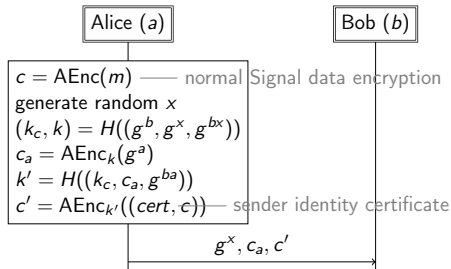 Alice (a)
Bob (b)
c = AEnc(m) normal Signal data encryption
generate random x
(k_c, k) = H((g^b, g^x, g^{bx}))
c_a = AEnc_k(g^a)
k' = H((k_c, c_a, g^{ba}))
c' = AEnc_{k'}((cert, c)) sender identity certificate
g^x, c_a, c'